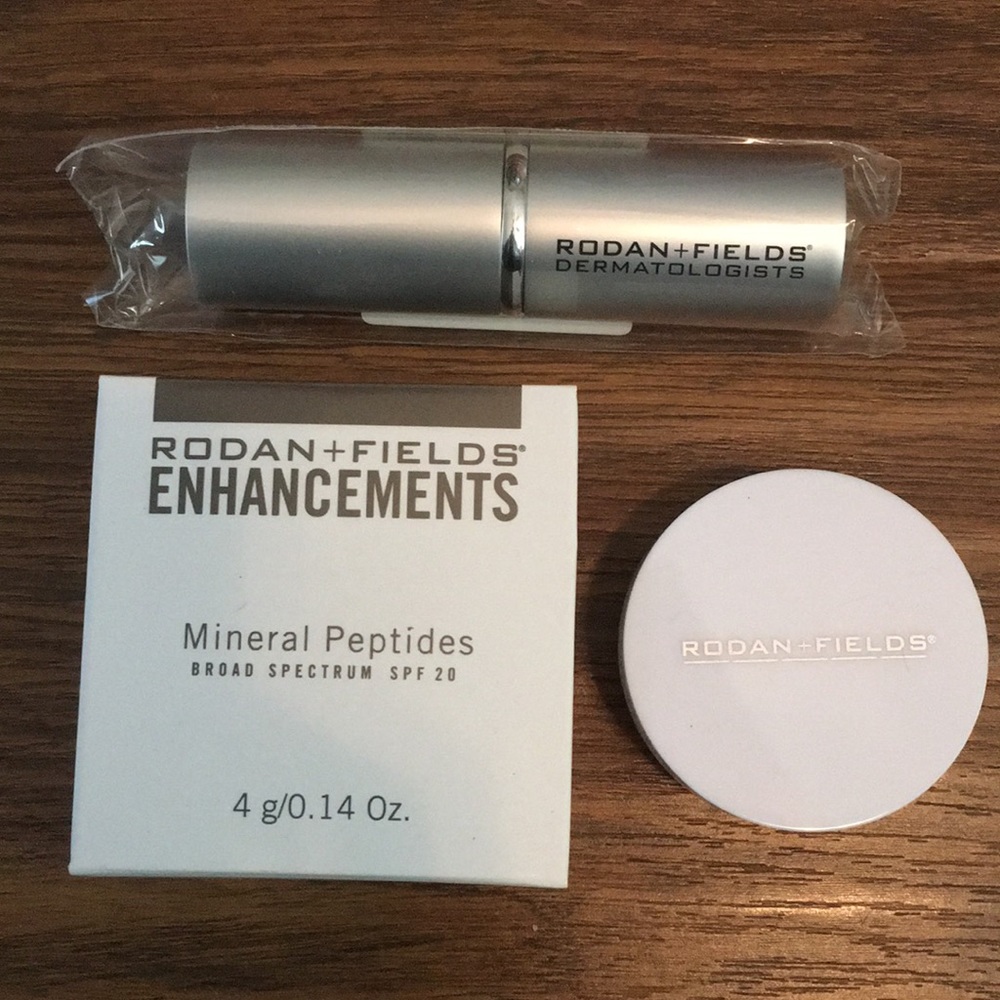 RODAN+FIELDS®
DERMATOLOGISTS
RODAN+FIELDS®
ENHANCEMENTS
Mineral Peptides
BROAD SPECTRUM SPF 20
4 g/0.14 Oz.
RODAN+FIELDS®